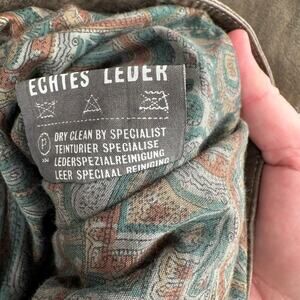 ECHTES LEDER
P
DRY CLEAN BY SPECIALIST
TEINTURIER SPECIALISE
LEDERSPEZIALREINIGUNG
LEER SPECIAAL REINIGING